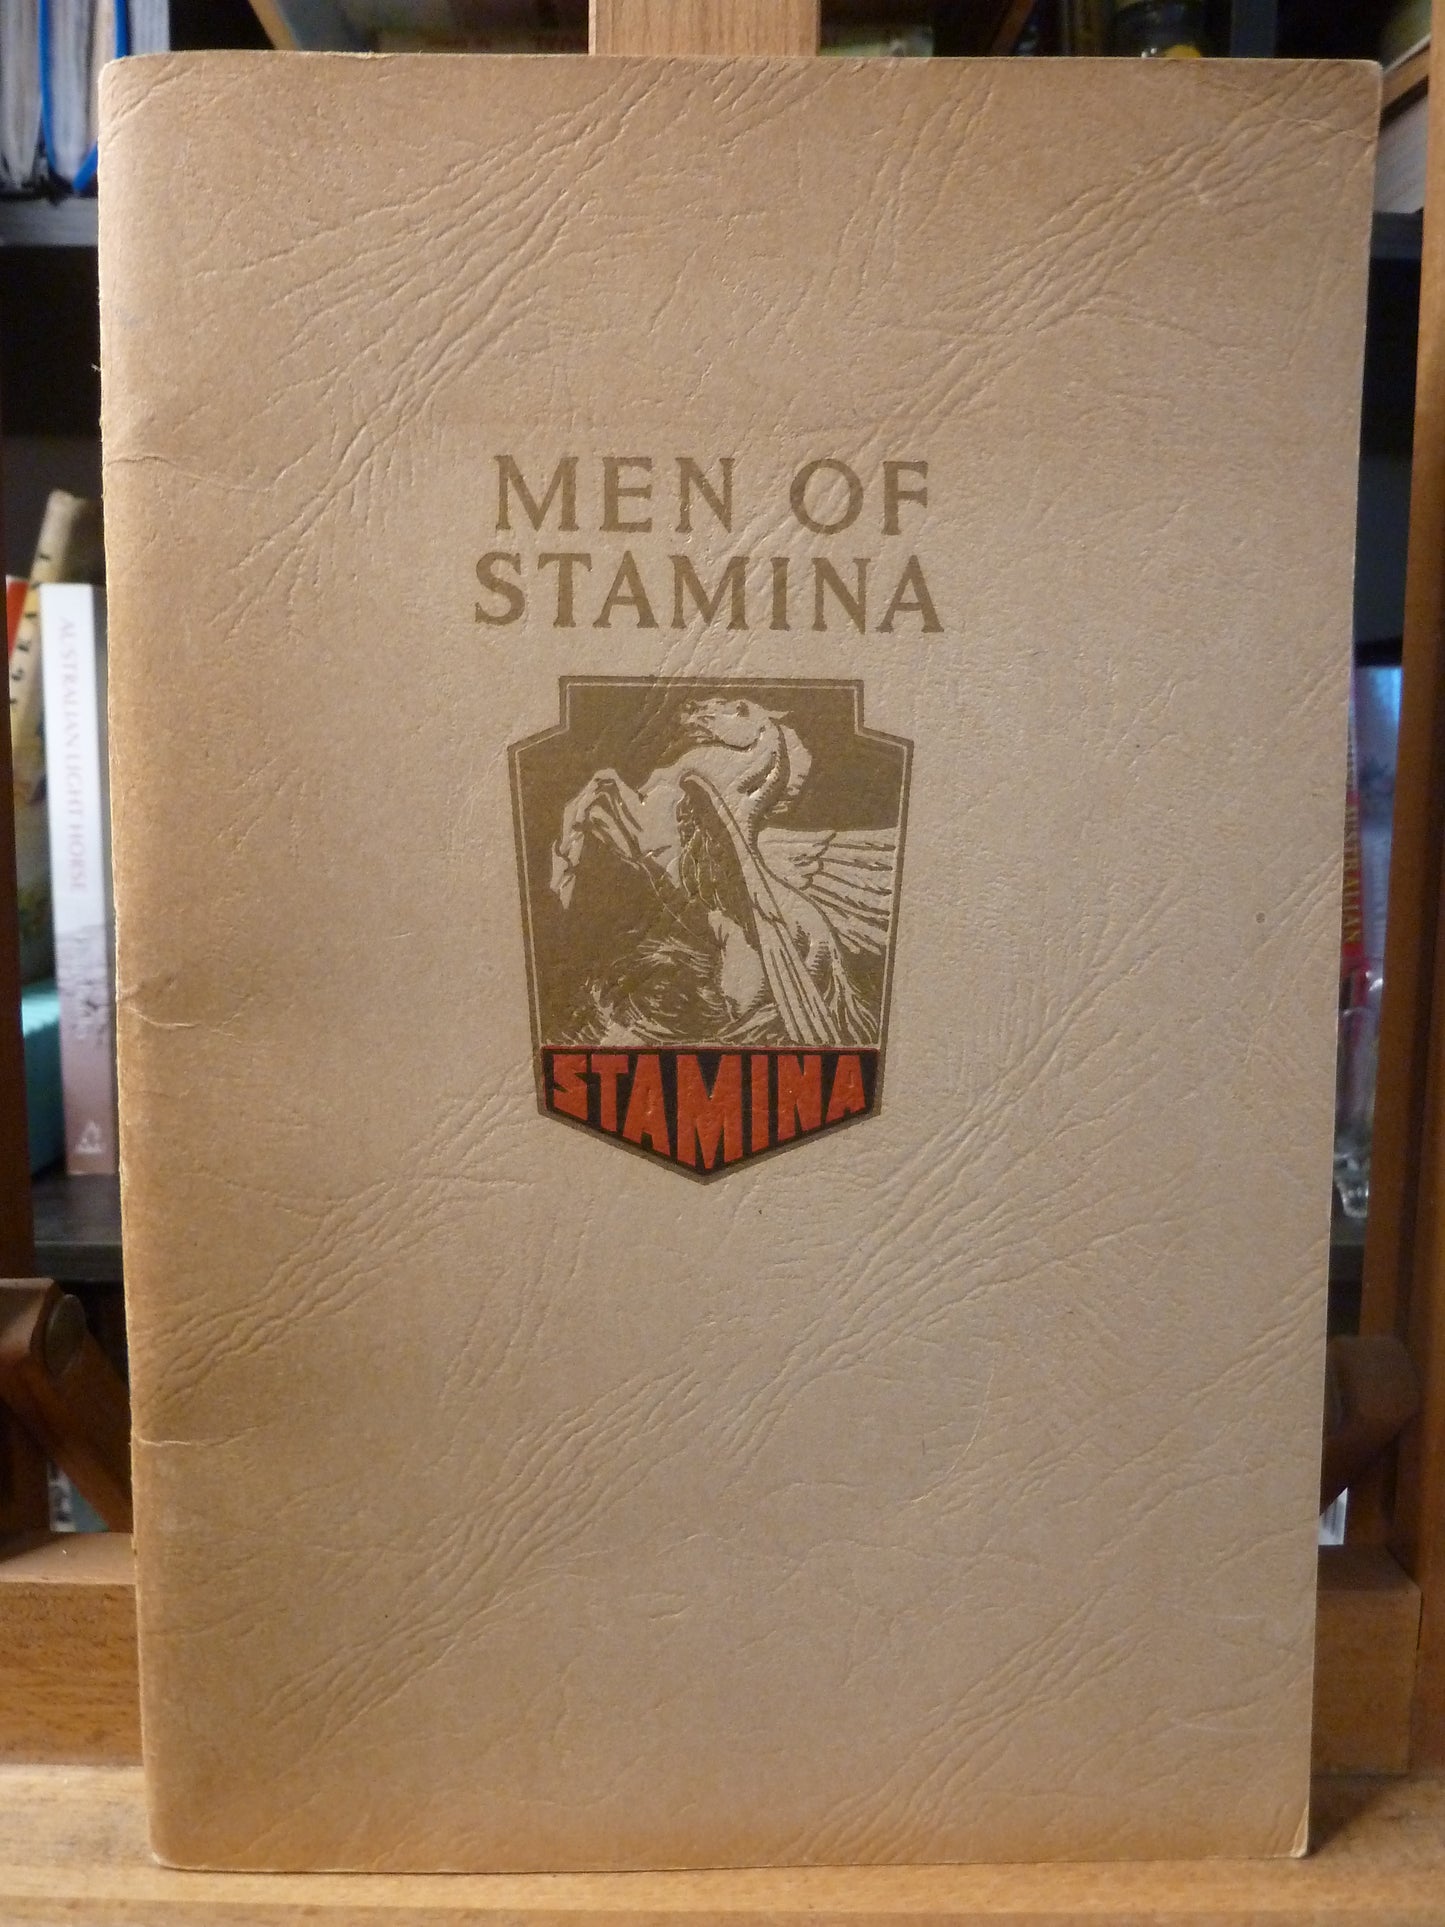 MEN OF
STAMINA
STAMINA
AUSTRALIAN LIGHT HORSE